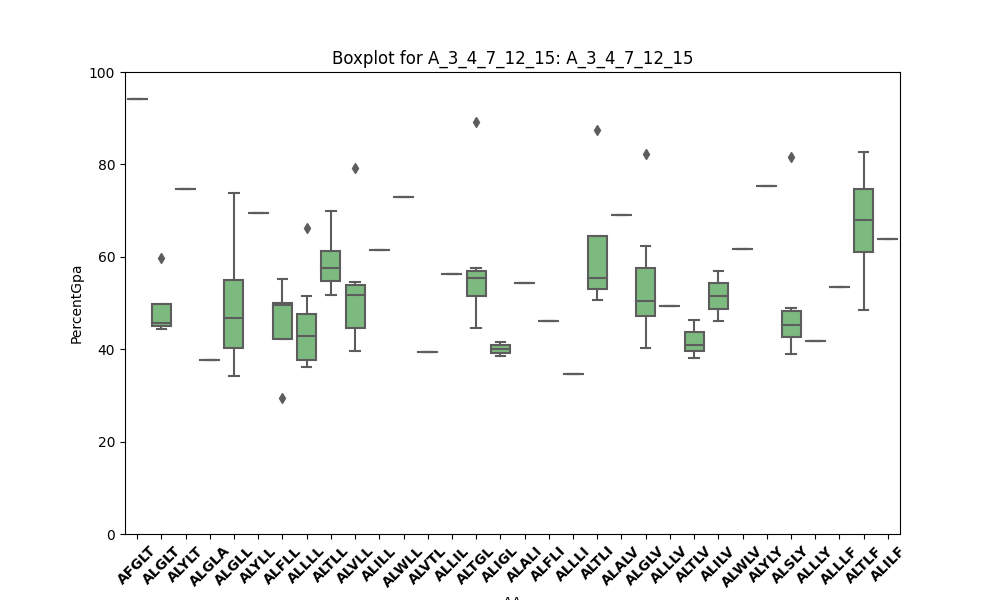 Boxplot for A_3_4_7_12_15: A_3_4_7_12_15
PercentGpa
100
80
60
40
20
0
AFGLT
ALGLT
ALYLT
ALGLA
ALGLL
ALYLL
ALFLL
ALLLL
ALTLL
ALVLL
ALILL
ALWLL
ALVTL
ALLIL
ALTGL
ALIGL
ALALI
ALFLI
ALLLI
ALTLI
ALALV
ALGLV
ALLLV
ALTLV
ALILV
ALWLV
ALYLY
ALSLY
ALLLY
ALLLF
ALTLF
ALILF